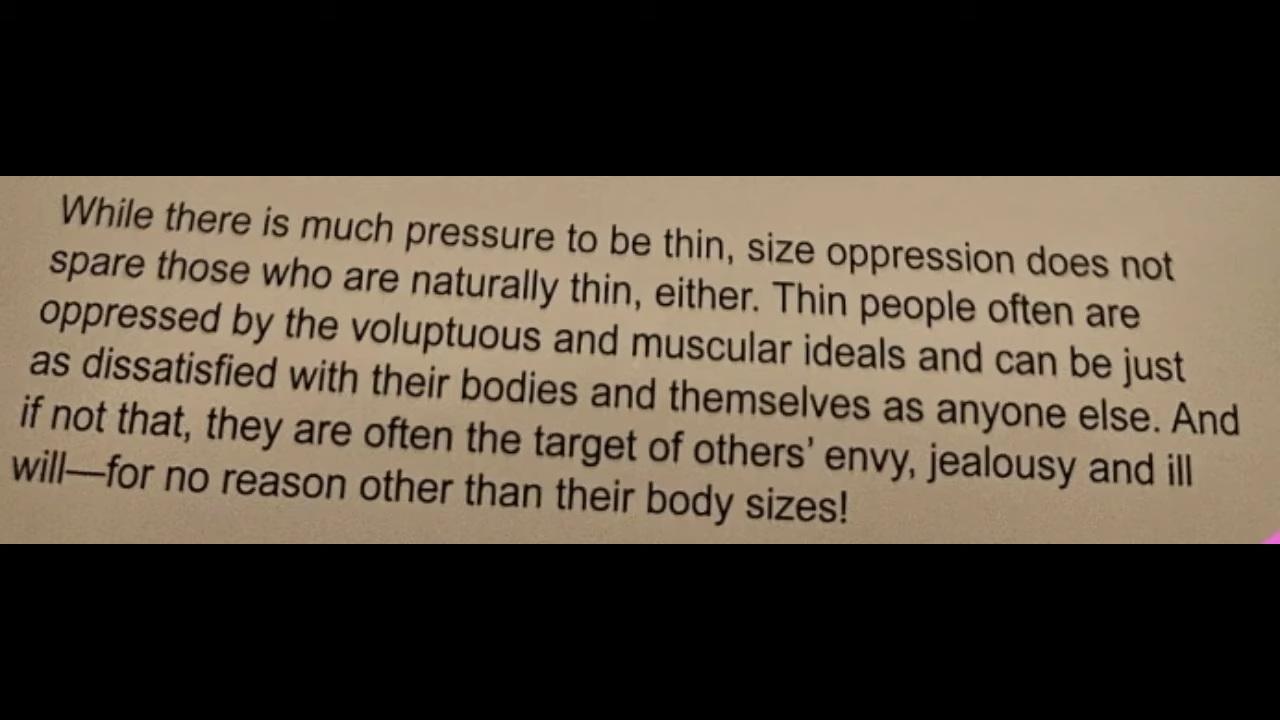 While there is much pressure to be thin, size oppression does not
spare those who are naturally thin, either. Thin people often are
oppressed by the voluptuous and muscular ideals and can be just
as dissatisfied with their bodies and themselves as anyone else. And
if not that, they are often the target of others' envy, jealousy and ill
will—for no reason other than their body sizes!